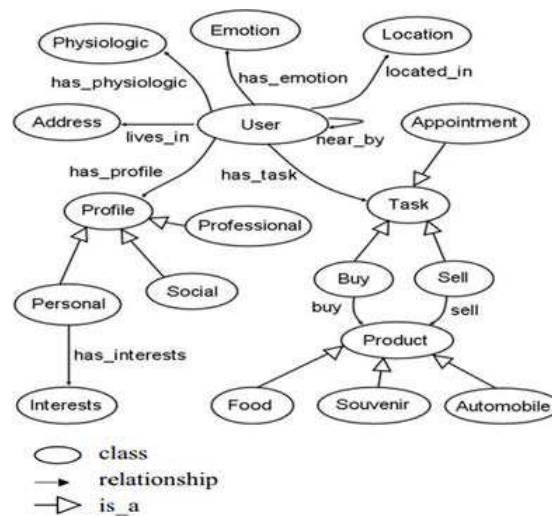 Physiologic
Emotion
Location
has_physiologic
has_emotion
located_in
Address
lives_in
User
near_by
Appointment
has_profile
has_task
Profile
Professional
Task
Personal
Social
Buy
Sell
buy
sell
Product
has_interests
Interests
Food
Souvenir
Automobile
class
relationship
is_a